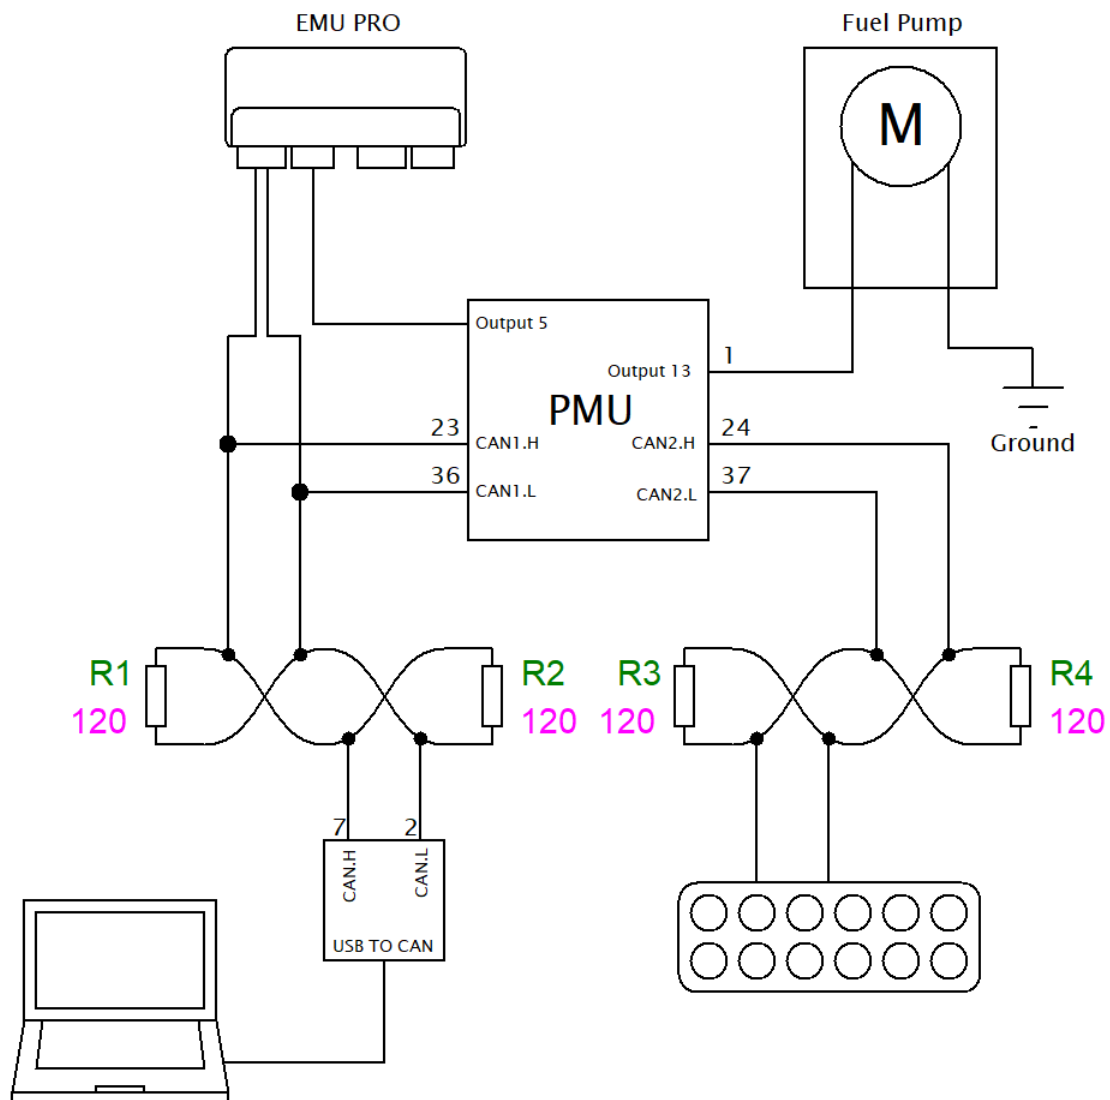 EMU PRO
Fuel Pump
M
Output 5
1
Output 13
PMU
23
CAN1.H
CAN2.H
24
Ground
36
CAN1.L
CAN2.L
37
R1
120
R2
120
R3
120
R4
120
7
2
CAN.H
CAN.L
USB TO CAN